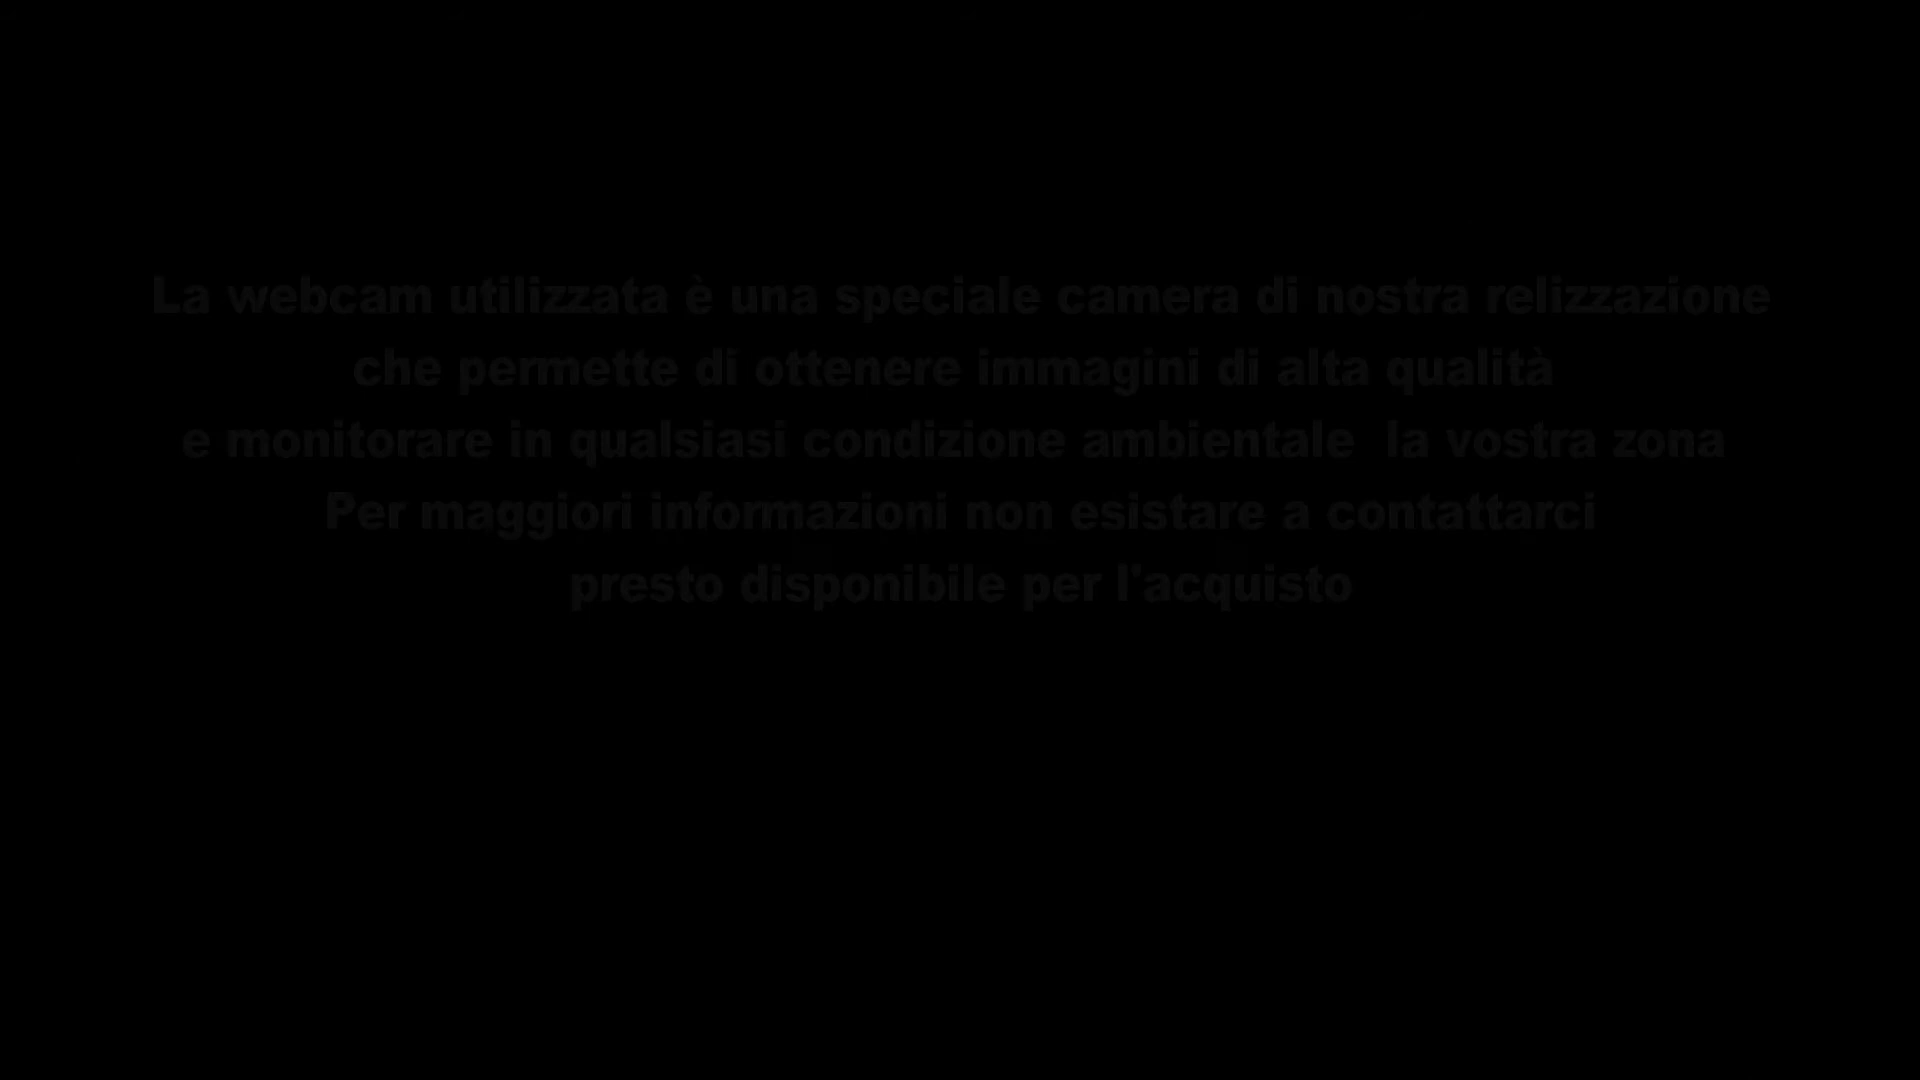 La webcam utilizzata è una speciale camera di nostra relizzazione
che permette di ottenere immagini di alta qualità
e monitorare in qualsiasi condizione ambientale  la vostra zona
Per maggiori informazioni non esistare a contattarci
presto disponibile per l'acquisto